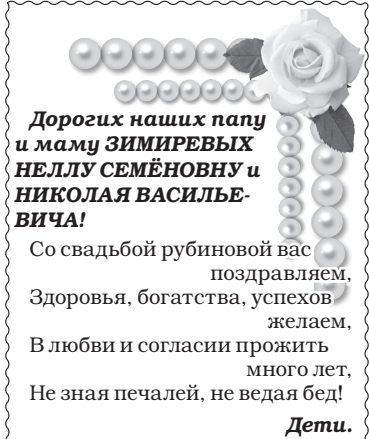 Дорогих наших папу
и маму ЗИМИРЕВЫХ
НЕЛЛУ СЕМЁНОВНУ и
НИКОЛАЯ ВАСИЛЬЕ-
ВИЧА!
Со свадьбой рубиновой вас
поздравляем,
Здоровья, богатства, успехов
желаем,
В любви и согласии прожить
много лет,
Не зная печалей, не ведая бед!
Дети.